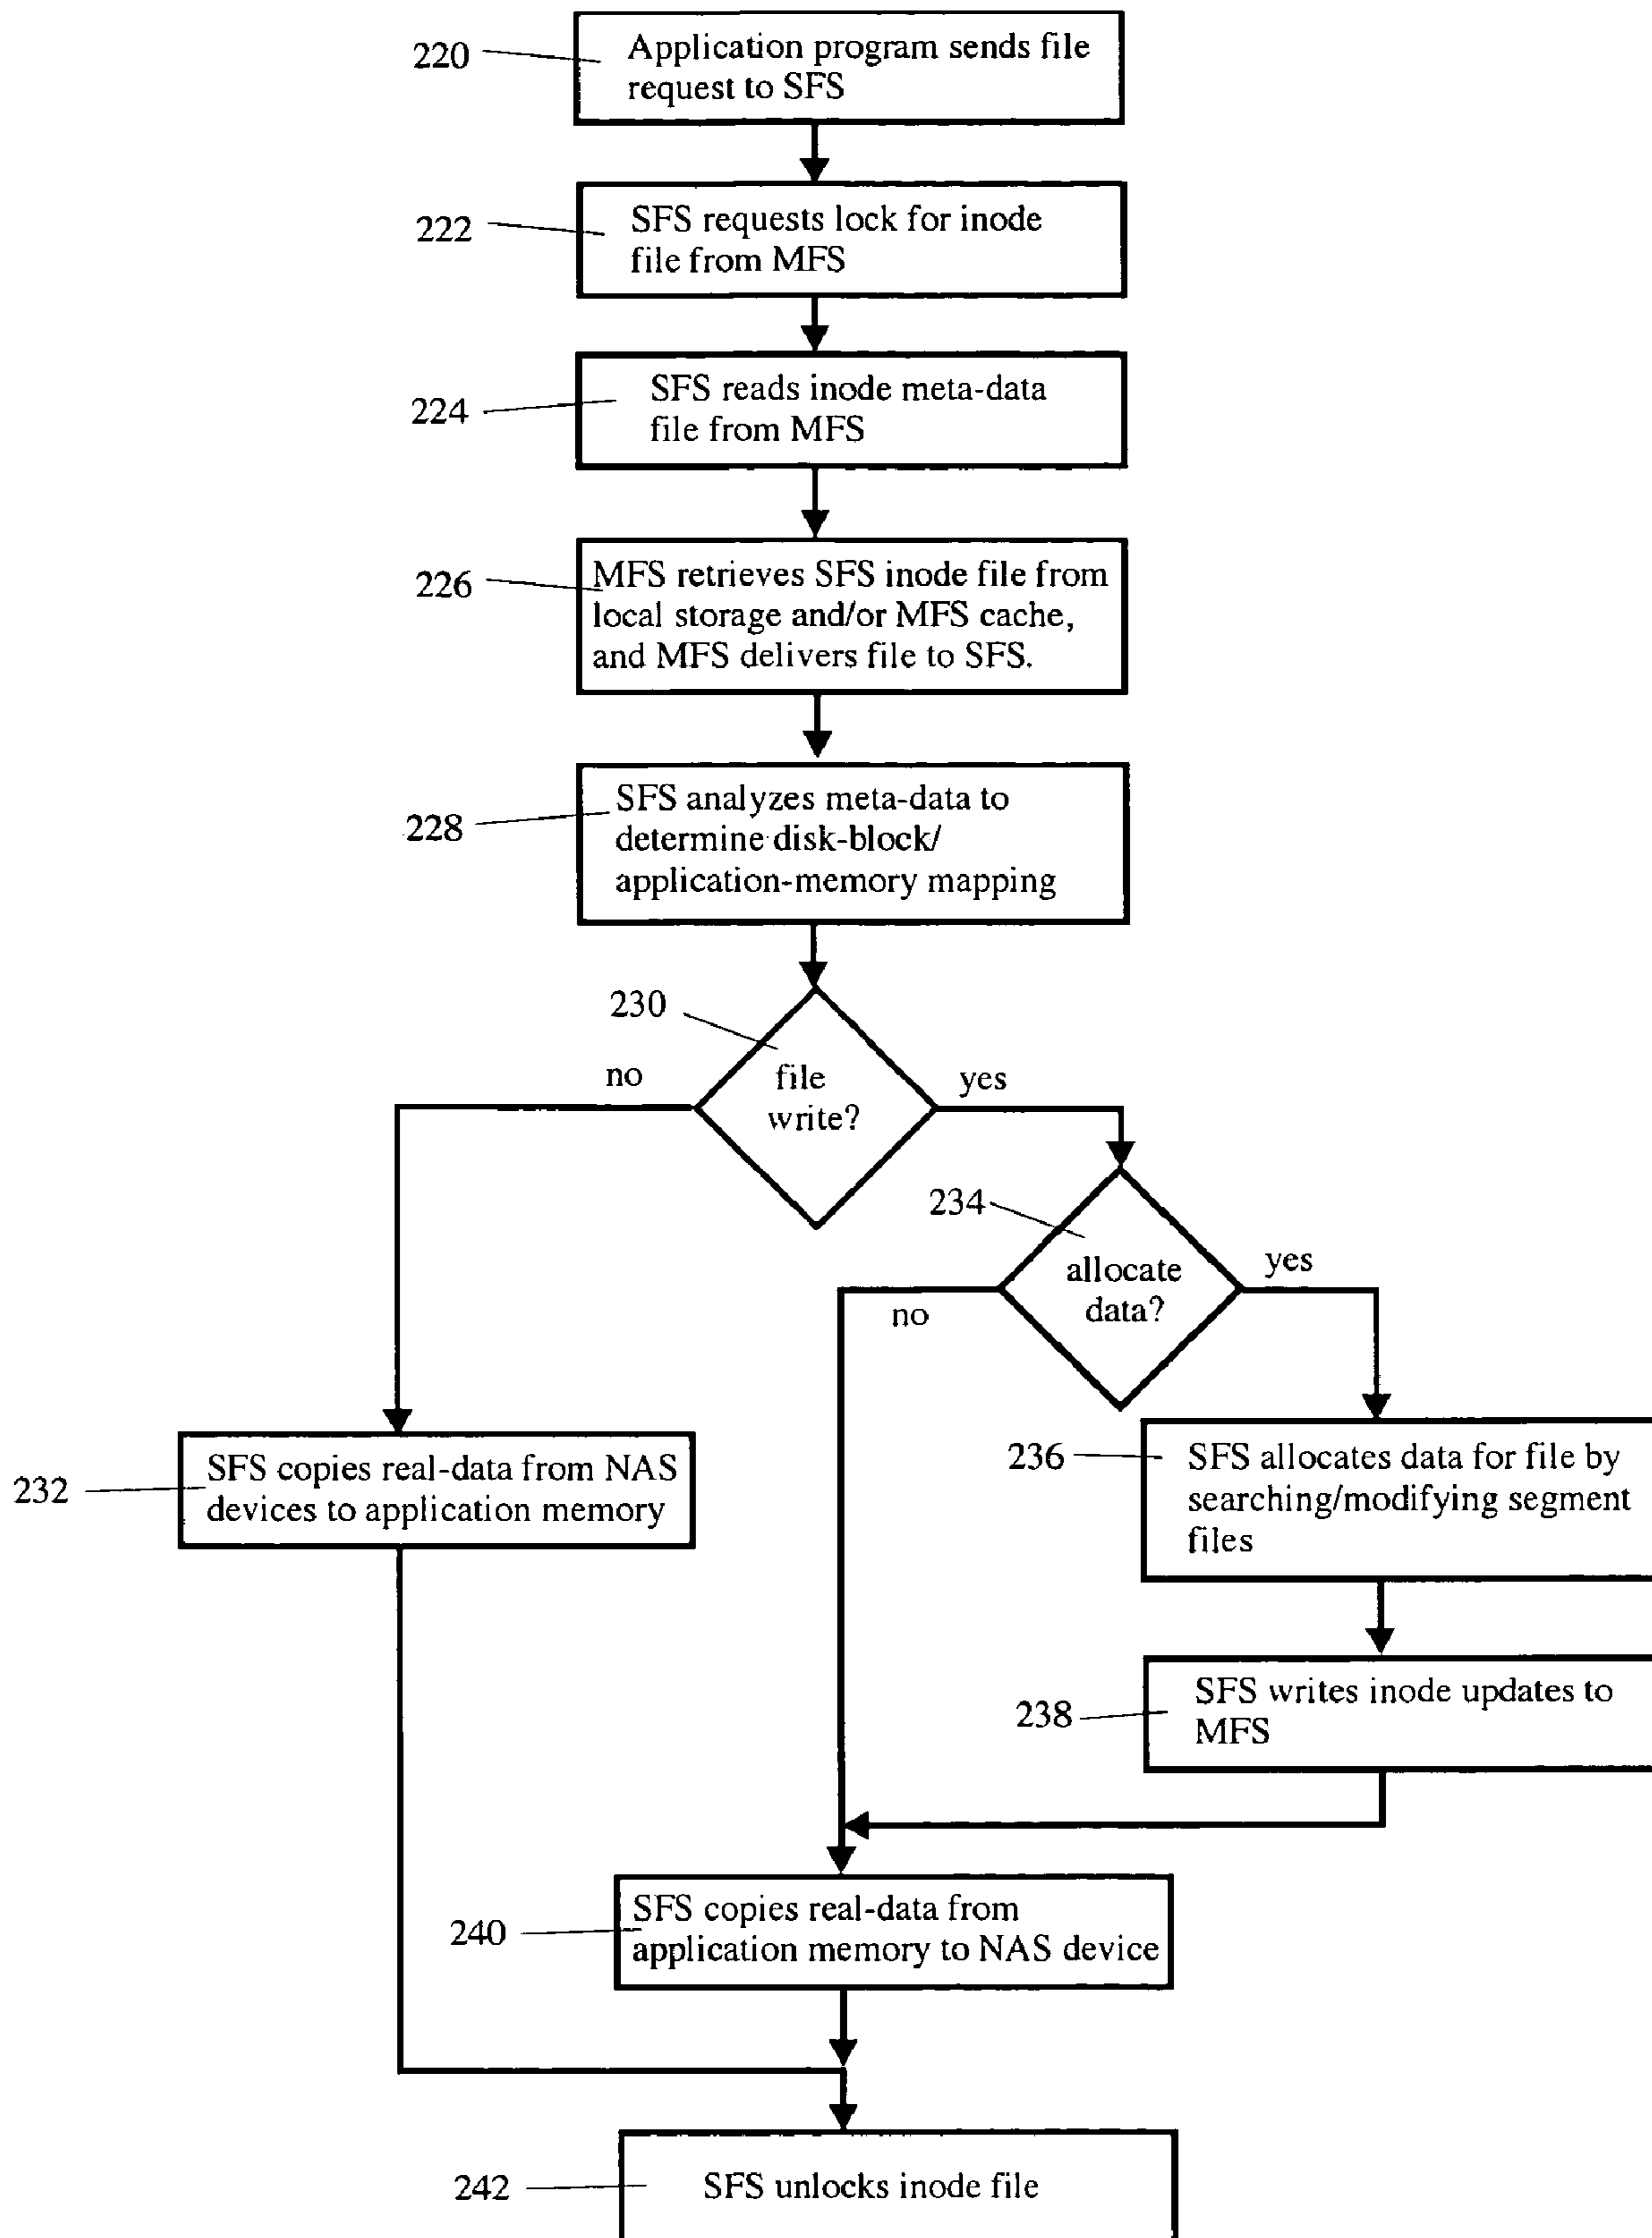 220
Application program sends file
request to SFS
222
SFS requests lock for inode
file from MFS
224
SFS reads inode meta-data
file from MFS
226
MFS retrieves SFS inode file from
local storage and/or MFS cache,
and MFS delivers file to SFS.
228
SFS analyzes meta-data to
determine disk-block/
application-memory mapping
230
file
write?
no
yes
234
allocate
data?
no
yes
232
SFS copies real-data from NAS
devices to application memory
236
SFS allocates data for file by
searching/modifying segment
files
238
SFS writes inode updates to
MFS
240
SFS copies real-data from
application memory to NAS device
242
SFS unlocks inode file